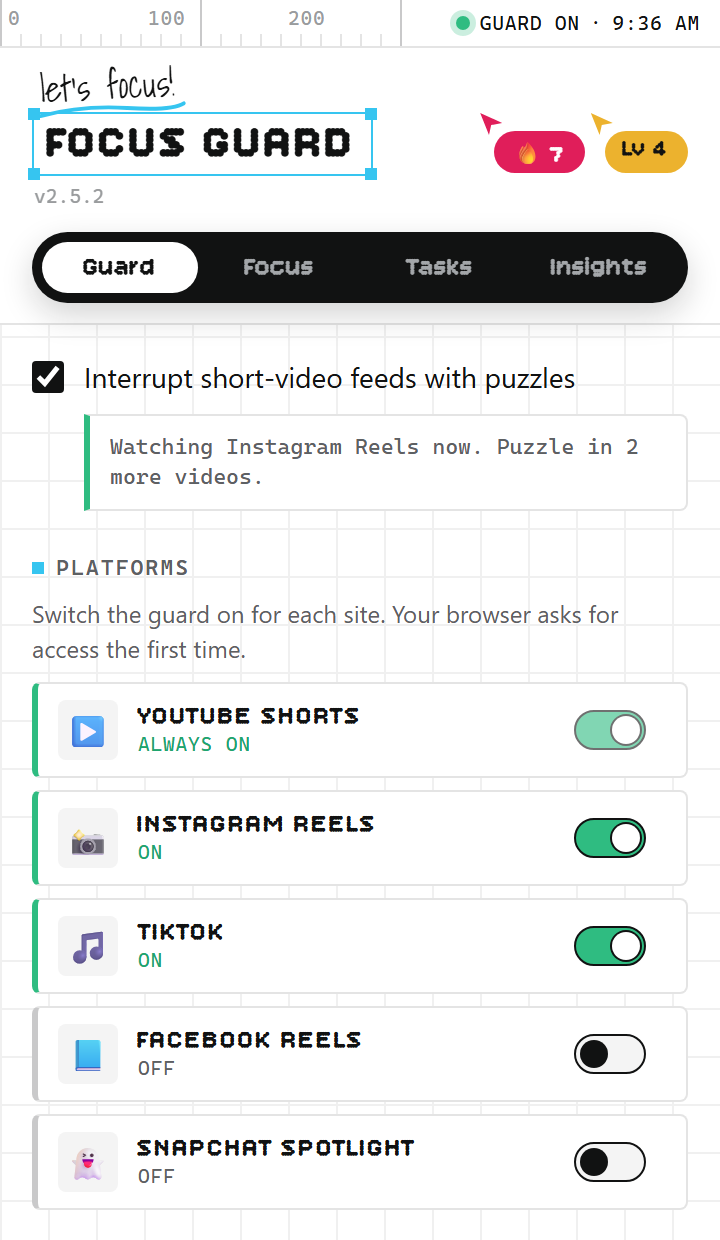 0 100 200 GUARD ON · 9:36 AM
let's focus!
FOCUS GUARD
🔥 7 Lv 4
v2.5.2
Guard Focus Tasks Insights
Interrupt short-video feeds with puzzles
Watching Instagram Reels now. Puzzle in 2
more videos.
PLATFORMS
Switch the guard on for each site. Your browser asks for
access the first time.
YOUTUBE SHORTS
ALWAYS ON
INSTAGRAM REELS
ON
TIKTOK
ON
FACEBOOK REELS
OFF
SNAPCHAT SPOTLIGHT
OFF